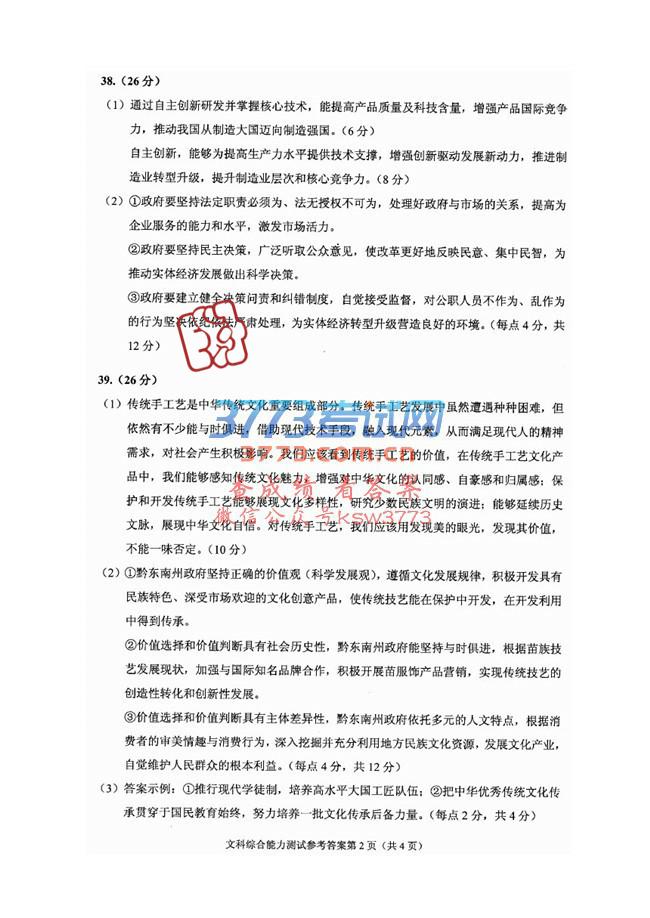 38.（26 分）
（1）通过自主创新研发并掌握核心技术，能提高产品质量及科技含量，增强产品国际竞争
力，推动我国从制造大国迈向制造强国。（6 分）
自主创新，能够为提高生产力水平提供技术支撑，增强创新驱动发展新动力，推进制
造业转型升级，提升制造业层次和核心竞争力。（8 分）
（2）①政府要坚持法定职责必须为、法无授权不可为，处理好政府与市场的关系，提高为
企业服务的能力和水平，激发市场活力。
②政府要坚持民主决策，广泛听取公众意见，使改革更好地反映民意、集中民智，为
推动实体经济发展做出科学决策。
③政府要建立健全决策问责和纠错制度，自觉接受监督，对公职人员不作为、乱作为
的行为坚决依纪依法严肃处理，为实体经济转型升级营造良好的环境。（每点 4 分，共
12 分）
39.（26 分）
（1）传统手工艺是中华传统文化重要组成部分。传统手工艺发展中虽然遭遇种种困难，但
依然有不少能与时俱进，借助现代技术手段，融入现代元素，从而满足现代人的精神
需求，对社会产生积极影响。我们应该看到传统手工艺的价值，在传统手工艺文化产
品中，我们能够感知传统文化魅力，增强对中华文化的认同感、自豪感和归属感；保
护和开发传统手工艺能够展现文化多样性，研究少数民族文明的演进；能够延续历史
文脉，展现中华文化自信。对传统手工艺，我们应该用发现美的眼光，发现其价值，
不能一味否定。（10 分）
（2）①黔东南州政府坚持正确的价值观（科学发展观），遵循文化发展规律，积极开发具有
民族特色、深受市场欢迎的文化创意产品，使传统技艺能在保护中开发，在开发利用
中得到传承。
②价值选择和价值判断具有社会历史性，黔东南州政府能坚持与时俱进，根据苗族技
艺发展现状，加强与国际知名品牌合作，积极开展苗服饰产品营销，实现传统技艺的
创造性转化和创新性发展。
③价值选择和价值判断具有主体差异性，黔东南州政府依托多元的人文特点，根据消
费者的审美情趣与消费行为，深入挖掘并充分利用地方民族文化资源，发展文化产业，
自觉维护人民群众的根本利益。（每点 4 分，共 12 分）
（3）答案示例：①推行现代学徒制，培养高水平大国工匠队伍；②把中华优秀传统文化传
承贯穿于国民教育始终，努力培养一批文化传承后备力量。（每点 2 分，共 4 分）
文科综合能力测试参考答案第 2 页（共 4 页）
3773考试网
3773.com.cn
查成绩 看答案
微信公众号ksw3773